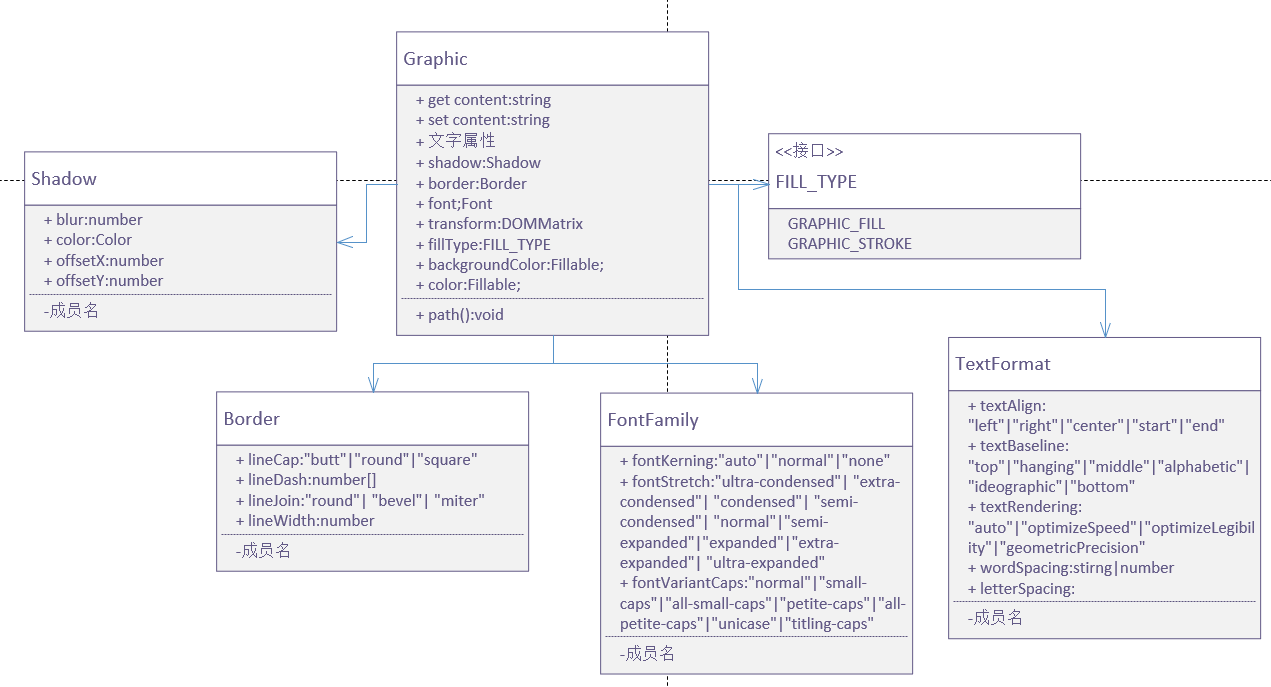 Graphic
+ get content:string
+ set content:string
+ 文字属性
+ shadow:Shadow
+ border:Border
+ font;Font
+ transform:DOMMatrix
+ fillType:FILL_TYPE
+ backgroundColor:Fillable;
+ color:Fillable;
+ path():void
Shadow
+ blur:number
+ color:Color
+ offsetX:number
+ offsetY:number
-成员名
<<接口>>
FILL_TYPE
GRAPHIC_FILL
GRAPHIC_STROKE
Border
+ lineCap:"butt"|"round"|"square"
+ lineDash:number[]
+ lineJoin:"round"| "bevel"| "miter"
+ lineWidth:number
-成员名
FontFamily
+ fontKerning:"auto"|"normal"|"none"
+ fontStretch:"ultra-condensed"| "extra-
condensed"| "condensed"| "semi-
condensed"| "normal"|"semi-
expanded"|"expanded"|"extra-
expanded"| "ultra-expanded"
+ fontVariantCaps:"normal"|"small-
caps"|"all-small-caps"|"petite-caps"|"all-
petite-caps"|"unicase"|"titling-caps"
-成员名
TextFormat
+ textAlign:
"left"|"right"|"center"|"start"|"end"
+ textBaseline:
"top"|"hanging"|"middle"|"alphabetic"|
"ideographic"|"bottom"
+ textRendering:
"auto"|"optimizeSpeed"|"optimizeLegibil
ity"|"geometricPrecision"
+ wordSpacing:stirng|number
+ letterSpacing:
-成员名